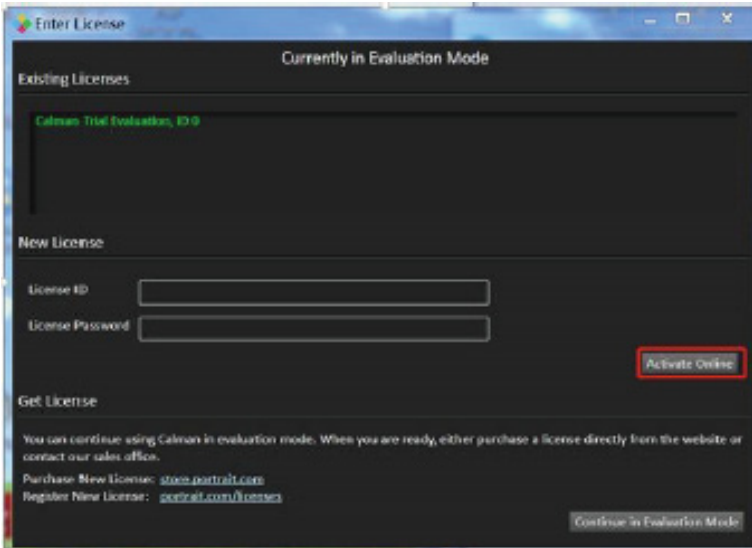 Enter License
Currently in Evaluation Mode
Existing Licenses
Calman Trial Evaluation, ID 0
New License
License ID
License Password
Activate Online
Get License
You can continue using Calman in evaluation mode. When you are ready, either purchase a license directly from the website or
contact our sales office.
Purchase New License: store.portrait.com
Register New License: portrait.com/licenses
Continue in Evaluation Mode